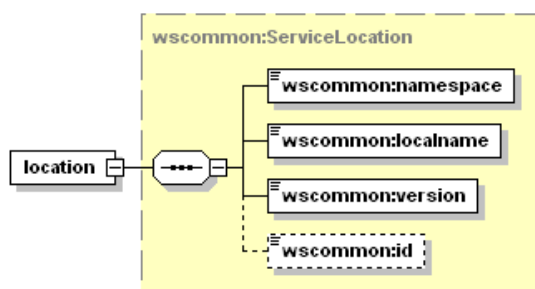 wscommon:ServiceLocation
wscommon:namespace
wscommon:localname
location
wscommon:version
wscommon:id